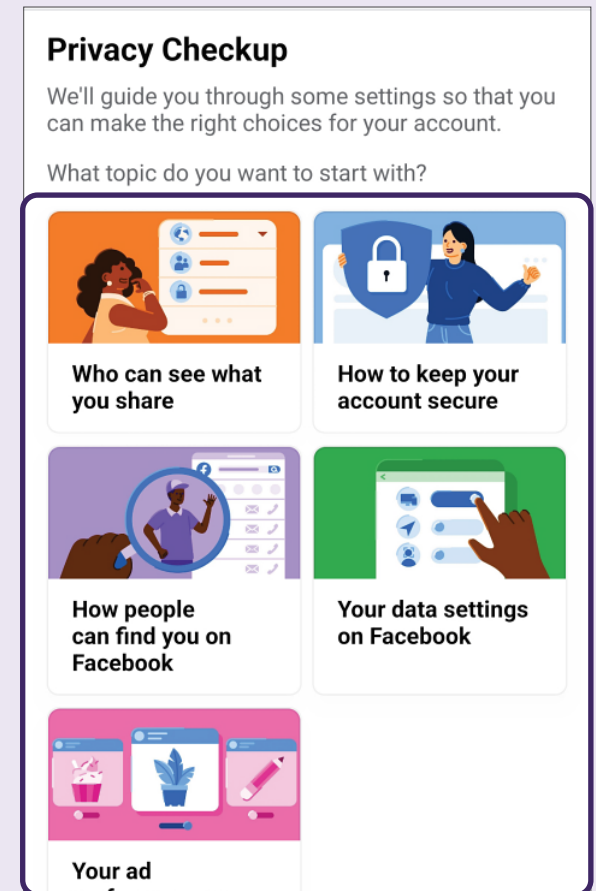 Privacy Checkup
We'll guide you through some settings so that you
can make the right choices for your account.
What topic do you want to start with?
Who can see what
you share
How to keep your
account secure
How people
can find you on
Facebook
Your data settings
on Facebook
Your ad